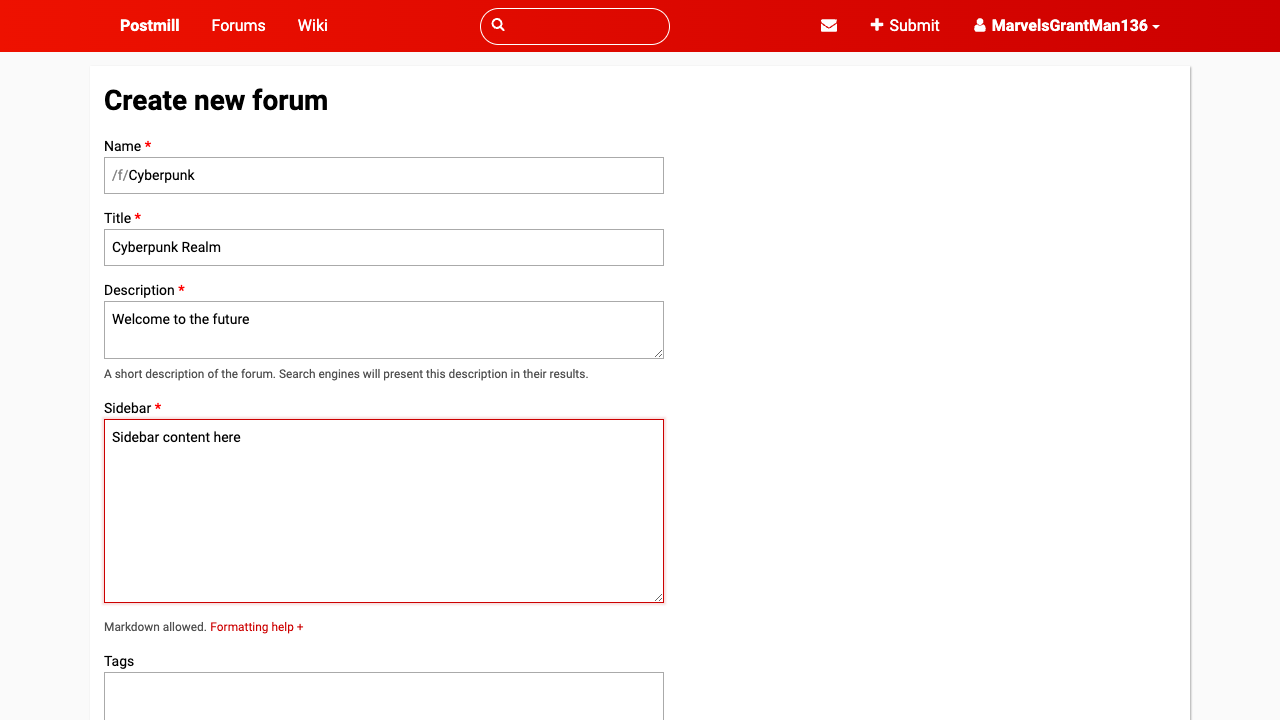 Postmill Forums Wiki Submit MarvelsGrantMan136
Create new forum
Name *
/f/Cyberpunk
Title *
Cyberpunk Realm
Description *
Welcome to the future
A short description of the forum. Search engines will present this description in their results.
Sidebar *
Sidebar content here
Markdown allowed. Formatting help +
Tags